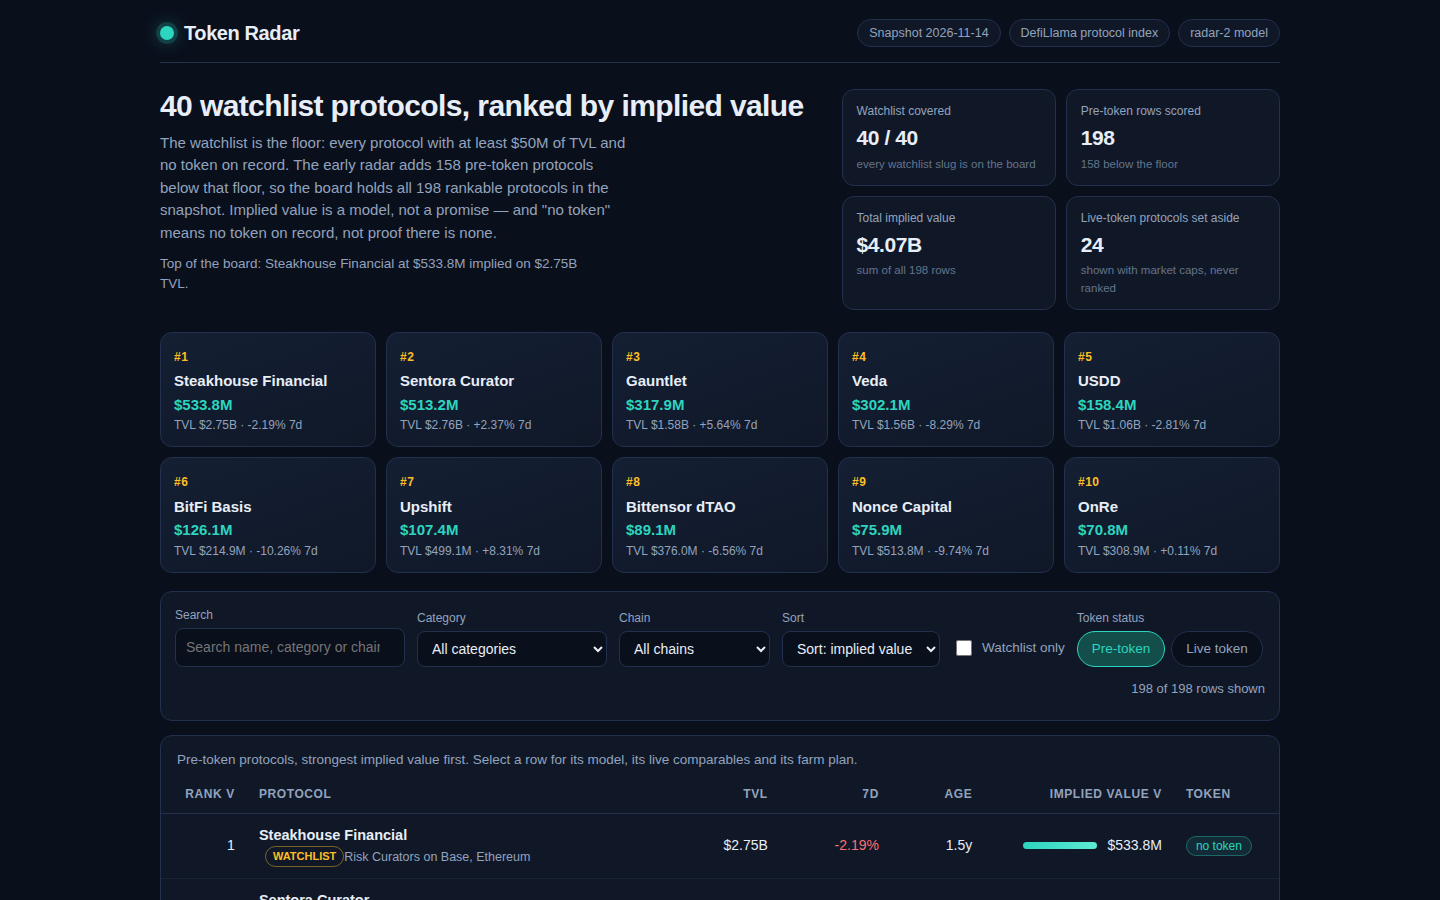 Token Radar
Snapshot 2026-11-14
DefiLlama protocol index
radar-2 model
40 watchlist protocols, ranked by implied value
The watchlist is the floor: every protocol with at least $50M of TVL and
no token on record. The early radar adds 158 pre-token protocols
below that floor, so the board holds all 198 rankable protocols in the
snapshot. Implied value is a model, not a promise — and "no token"
means no token on record, not proof there is none.
Top of the board: Steakhouse Financial at $533.8M implied on $2.75B
TVL.
Watchlist covered
40 / 40
every watchlist slug is on the board
Pre-token rows scored
198
158 below the floor
Total implied value
$4.07B
sum of all 198 rows
Live-token protocols set aside
24
shown with market caps, never
ranked
#1
Steakhouse Financial
$533.8M
TVL $2.75B · -2.19% 7d
#2
Sentora Curator
$513.2M
TVL $2.76B · +2.37% 7d
#3
Gauntlet
$317.9M
TVL $1.58B · +5.64% 7d
#4
Veda
$302.1M
TVL $1.56B · -8.29% 7d
#5
USDD
$158.4M
TVL $1.06B · -2.81% 7d
#6
BitFi Basis
$126.1M
TVL $214.9M · -10.26% 7d
#7
Upshift
$107.4M
TVL $499.1M · +8.31% 7d
#8
Bittensor dTAO
$89.1M
TVL $376.0M · -6.56% 7d
#9
Nonce Capital
$75.9M
TVL $513.8M · -9.74% 7d
#10
OnRe
$70.8M
TVL $308.9M · +0.11% 7d
Search
Search name, category or chain
Category
All categories
Chain
All chains
Sort
Sort: implied value
Watchlist only
Token status
Pre-token
Live token
198 of 198 rows shown
Pre-token protocols, strongest implied value first. Select a row for its model, its live comparables and its farm plan.
RANK V PROTOCOL TVL 7D AGE IMPLIED VALUE V TOKEN
1 Steakhouse Financial $2.75B -2.19% 1.5y $533.8M no token
WATCHLIST Risk Curators on Base, Ethereum
Sentora Curator